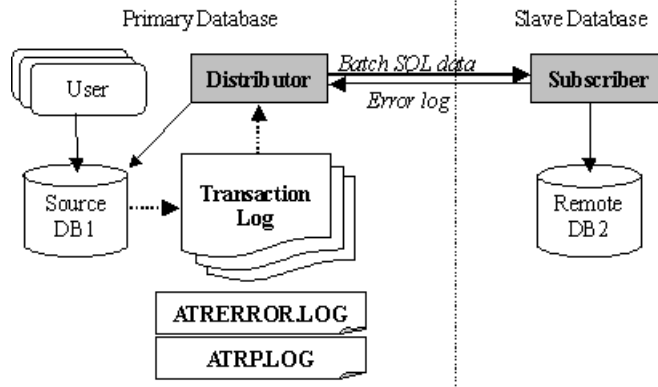 Primary Database
Slave Database
User
Distributor
Batch SQL data
Error log
Subscriber
Source
DB1
Transaction
Log
Remote
DB2
ATRERROR.LOG
ATRP.LOG